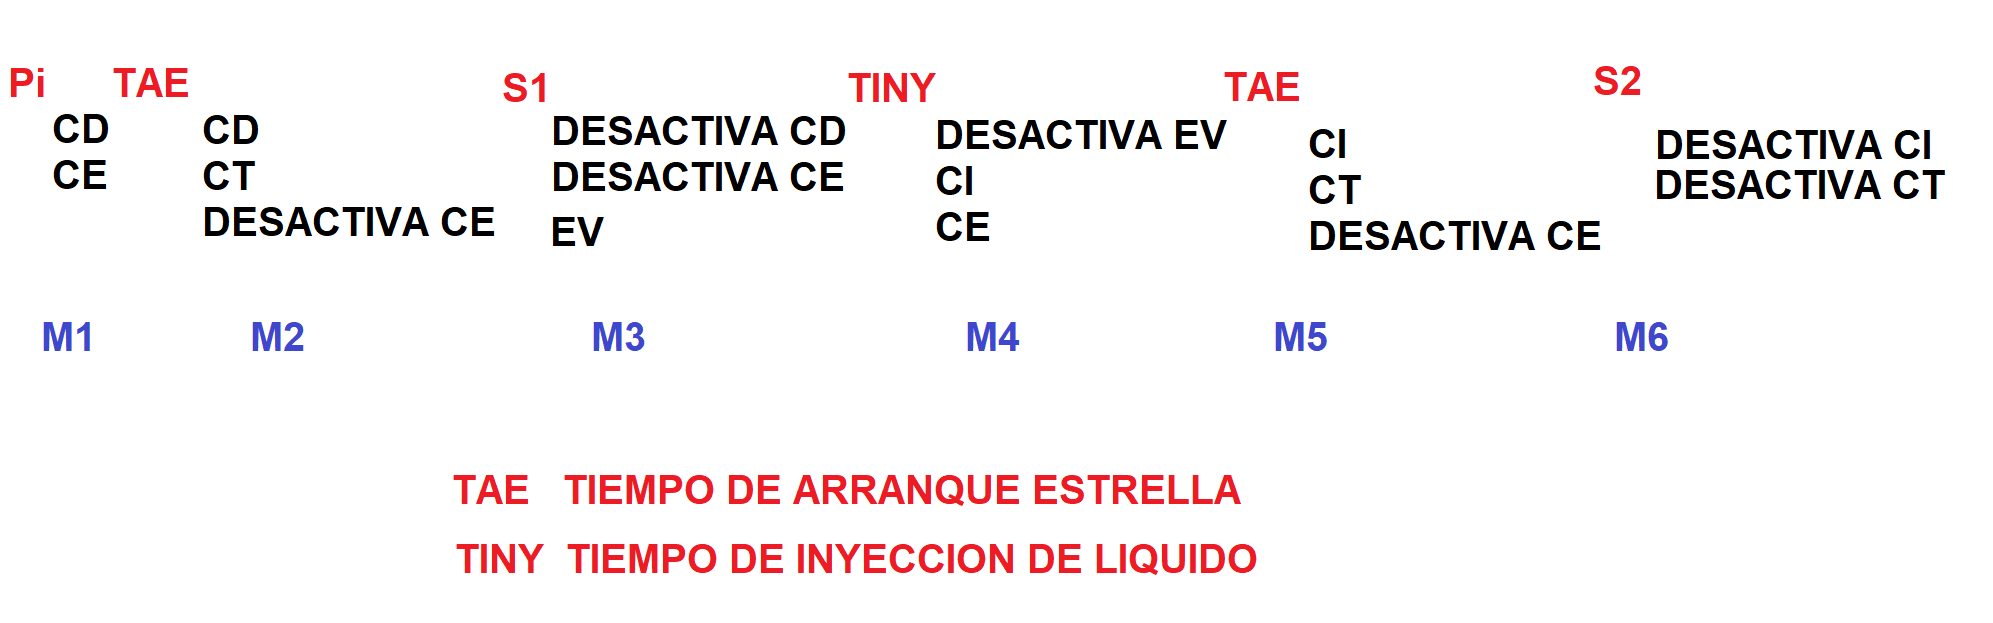 Pi TAE S1 TINY TAE S2
CD CD DESACTIVA CD DESACTIVA EV CI DESACTIVA CI
CE CT DESACTIVA CE CI CT DESACTIVA CT
DESACTIVA CE EV CE DESACTIVA CE
M1 M2 M3 M4 M5 M6
TAE TIEMPO DE ARRANQUE ESTRELLA
TINY TIEMPO DE INYECCION DE LIQUIDO